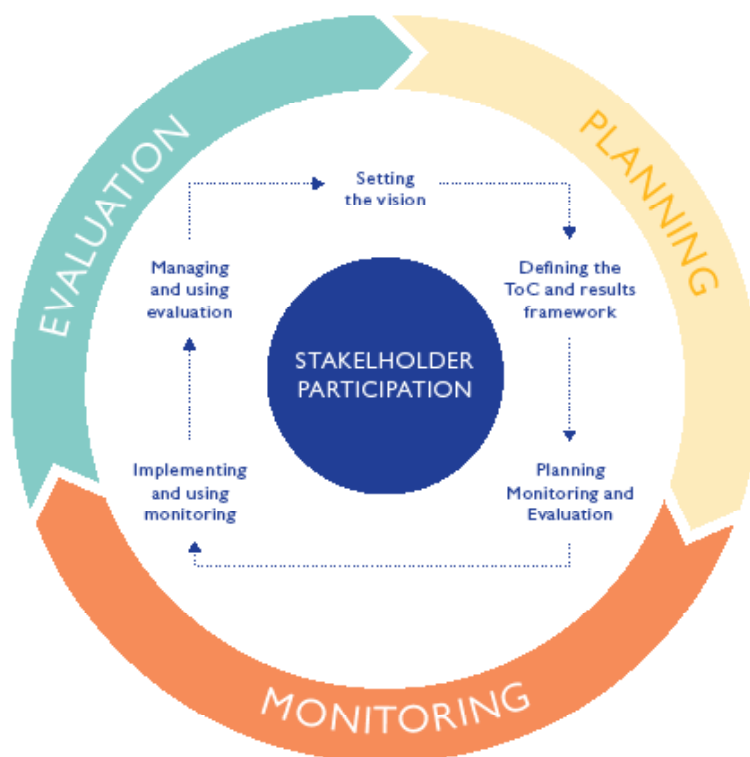 EVALUATION
PLANNING
MONITORING
Setting
the vision
Defining the
ToC and results
framework
Planning
Monitoring and
Evaluation
Implementing
and using
monitoring
Managing
and using
evaluation
STAKELHOLDER
PARTICIPATION